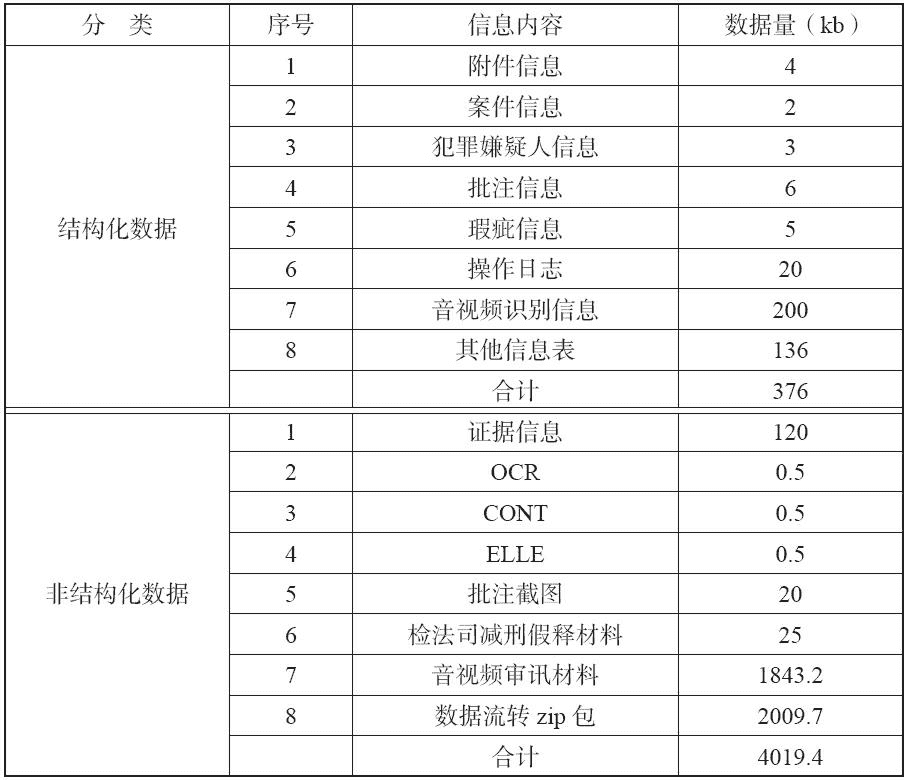 分 类 序号 信息内容 数据量（kb）
结构化数据
1 附件信息 4
2 案件信息 2
3 犯罪嫌疑人信息 3
4 批注信息 6
5 瑕疵信息 5
6 操作日志 20
7 音视频识别信息 200
8 其他信息表 136
合计 376
非结构化数据
1 证据信息 120
2 OCR 0.5
3 CONT 0.5
4 ELLE 0.5
5 批注截图 20
6 检法司减刑假释材料 25
7 音视频审讯材料 1843.2
8 数据流转 zip 包 2009.7
合计 4019.4